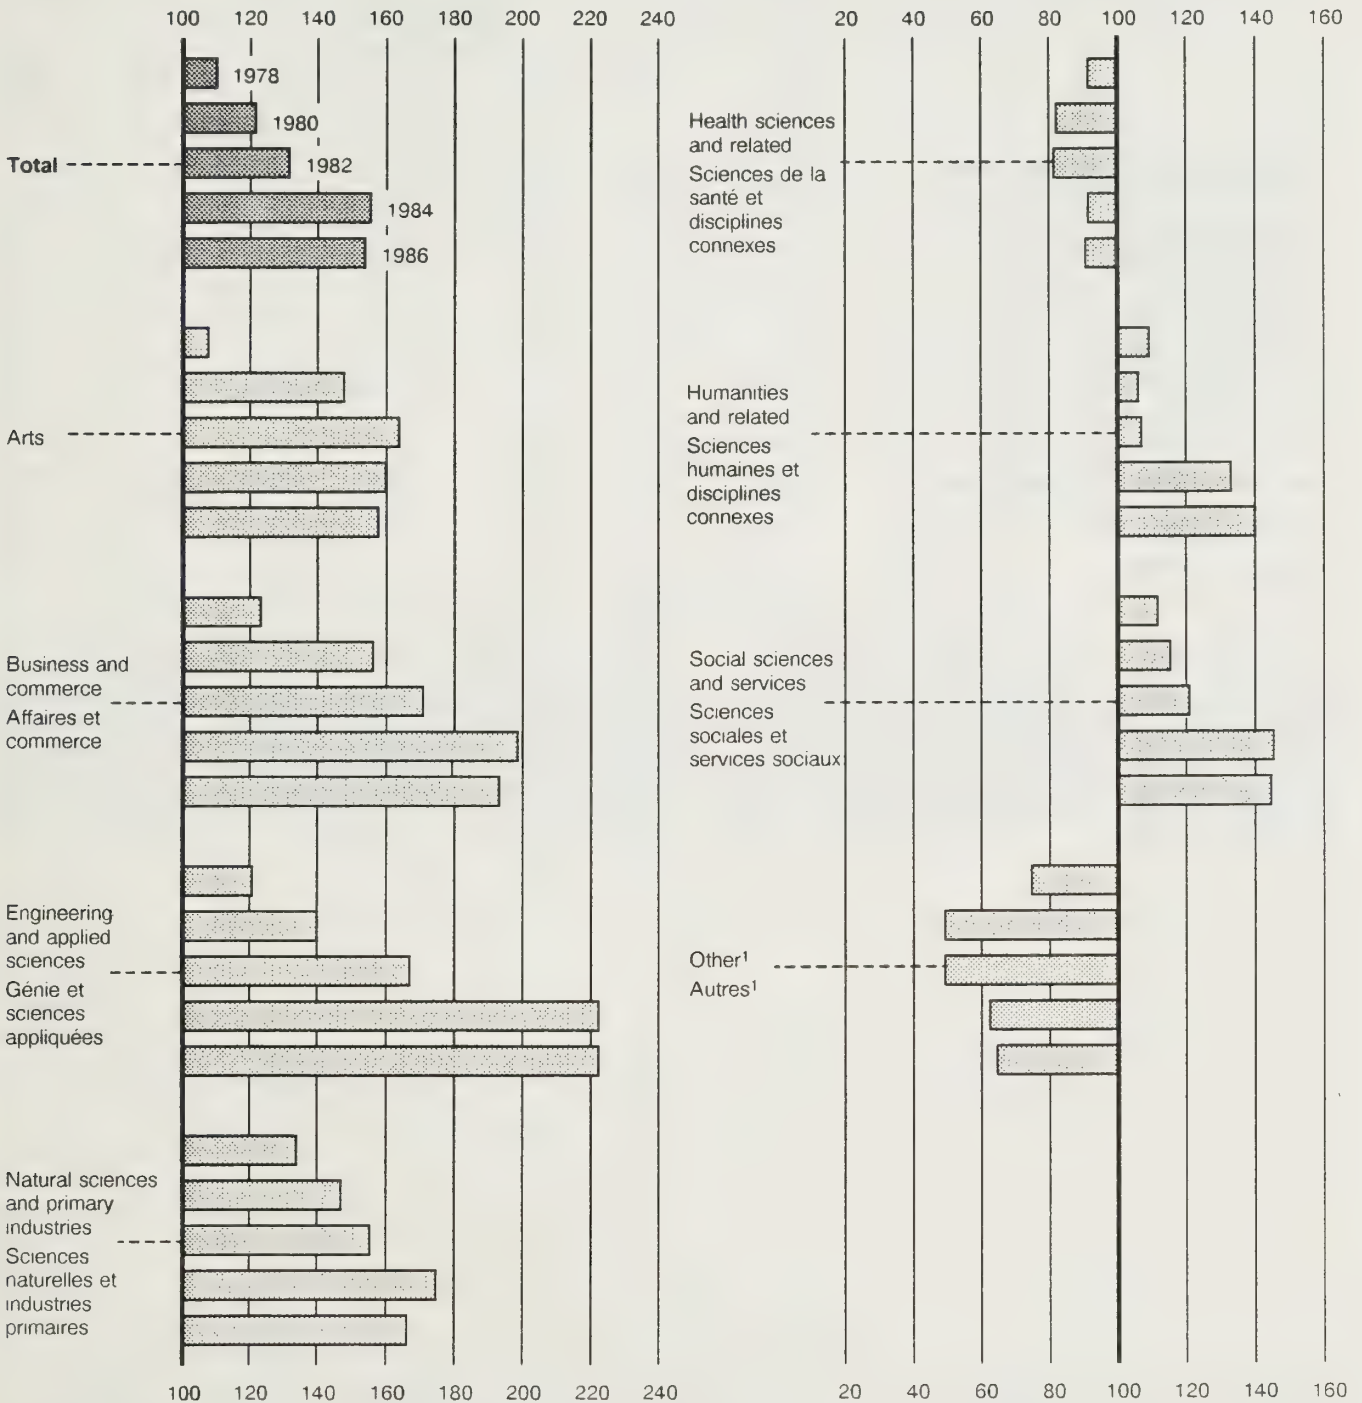 100 120 140 160 180 200 220 240
1978
1980
Total
1982
1984
1986
Arts
Business and
commerce
Affaires et
commerce
Engineering
and applied
sciences
Génie et
sciences
appliquées
Natural sciences
and primary
industries
Sciences
naturelles et
industries
primaires
100 120 140 160 180 200 220 240
20 40 60 80 100 120 140 160
Health sciences
and related
Sciences de la
santé et
disciplines
connexes
Humanities
and related
Sciences
humaines et
disciplines
connexes
Social sciences
and services
Sciences
sociales et
services sociaux
Other¹
Autres¹
20 40 60 80 100 120 140 160